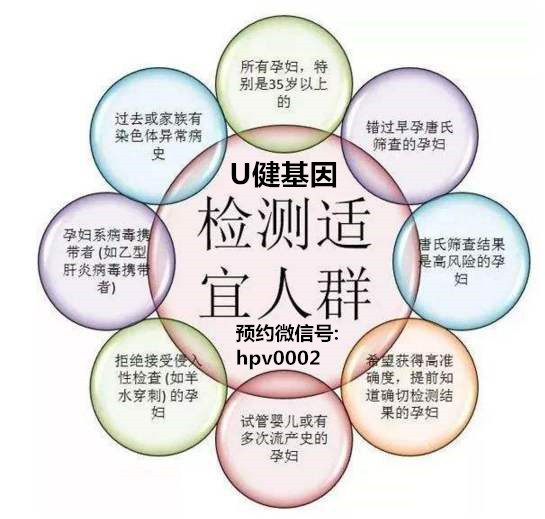 所有孕妇，特
别是35岁以上
的
错过早孕唐氏
筛查的孕妇
唐氏筛查结果
是高风险的孕
妇
希望获得高准
确度，提前知
道确切检测结
果的孕妇
试管婴儿或有
多次流产史的
孕妇
拒绝接受侵入
性检查 (如羊
水穿刺) 的孕
妇
孕妇系病毒携
带者 (如乙型
肝炎病毒携带
者)
过去或家族有
染色体异常病
史
U健基因
检测适
宜人群
预约微信号:
hpv0002